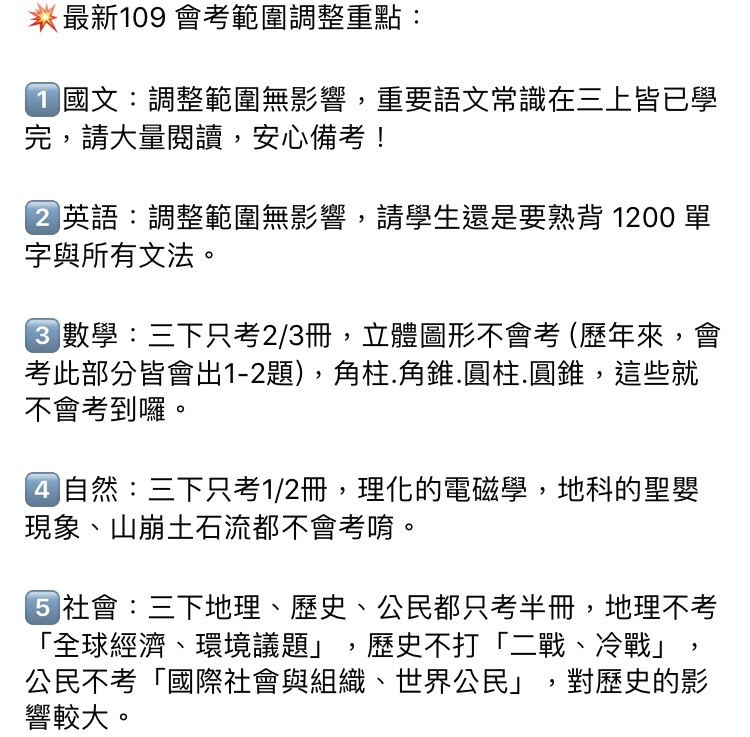 💥最新109 會考範圍調整重點：
1️⃣國文：調整範圍無影響，重要語文常識在三上皆已學
完，請大量閱讀，安心備考！
2️⃣英語：調整範圍無影響，請學生還是要熟背 1200 單
字與所有文法。
3️⃣數學：三下只考2/3冊，立體圖形不會考 (歷年來，會
考此部分皆會出1-2題)，角柱.角錐.圓柱.圓錐，這些就
不會考到囉。
4️⃣自然：三下只考1/2冊，理化的電磁學，地科的聖嬰
現象、山崩土石流都不會考唷。
5️⃣社會：三下地理、歷史、公民都只考半冊，地理不考
「全球經濟、環境議題」，歷史不打「二戰、冷戰」，
公民不考「國際社會與組織、世界公民」，對歷史的影
響較大。